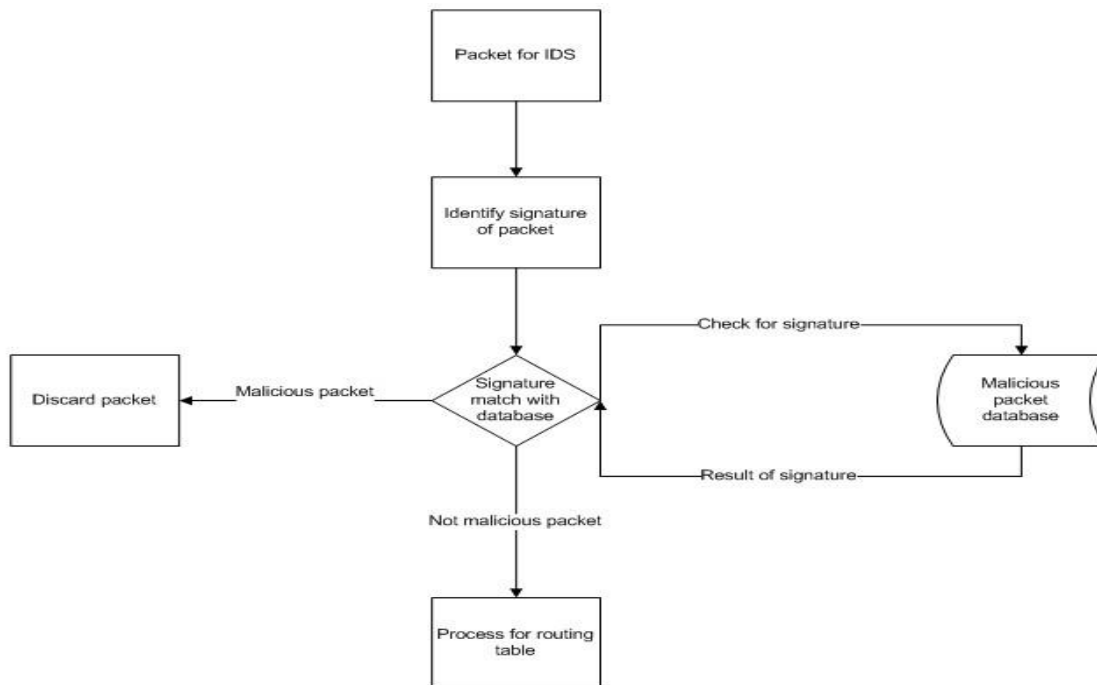 Packet for IDS
Identify signature
of packet
Check for signature
Discard packet
Malicious packet
Signature
match with
database
Malicious
packet
database
Result of signature
Not malicious packet
Process for routing
table